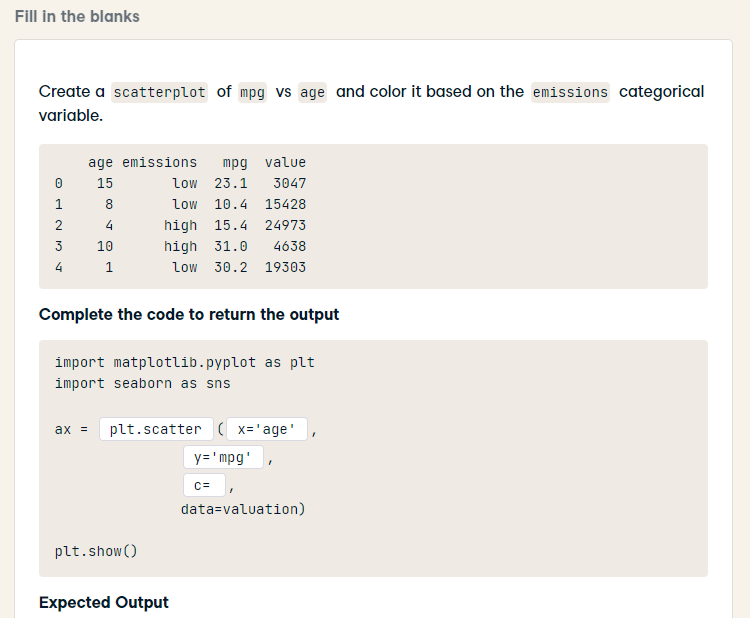 Fill in the blanks
Create a scatterplot of mpg vs age and color it based on the emissions categorical
variable.
age emissions mpg value
0 15 low 23.1 3047
1 8 low 10.4 15428
2 4 high 15.4 24973
3 10 high 31.0 4638
4 1 low 30.2 19303
Complete the code to return the output
import matplotlib.pyplot as plt
import seaborn as sns
ax = plt.scatter ( x='age' ,
y='mpg' ,
c= ,
data=valuation)
plt.show()
Expected Output